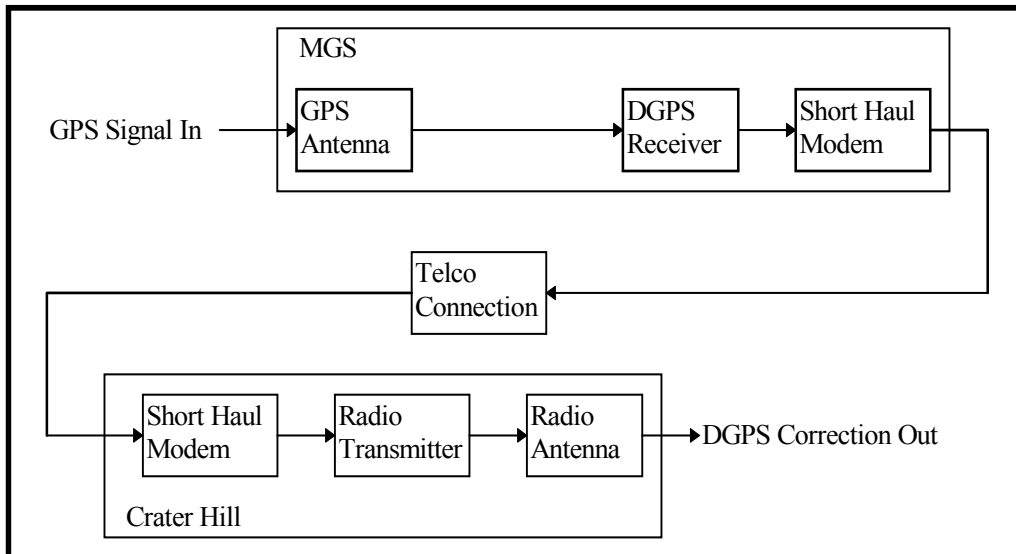 MGS
GPS Signal In
GPS
Antenna
DGPS
Receiver
Short Haul
Modem
Telco
Connection
Short Haul
Modem
Radio
Transmitter
Radio
Antenna
DGPS Correction Out
Crater Hill